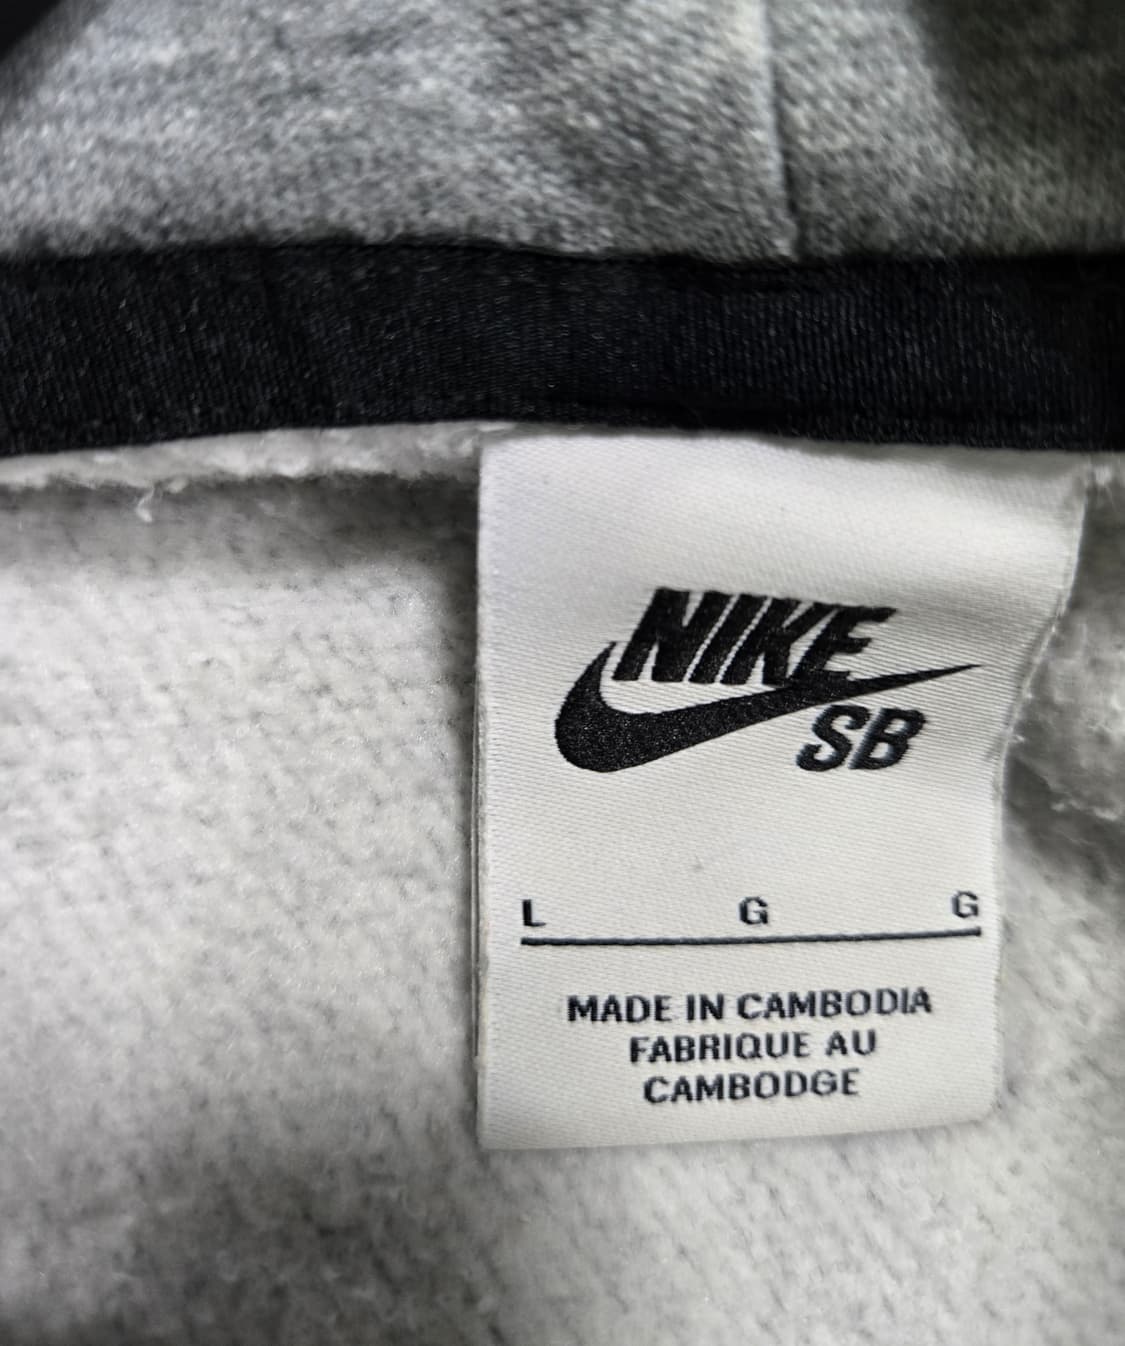 NIKE
SB
L G G
MADE IN CAMBODIA
FABRIQUE AU
CAMBODGE